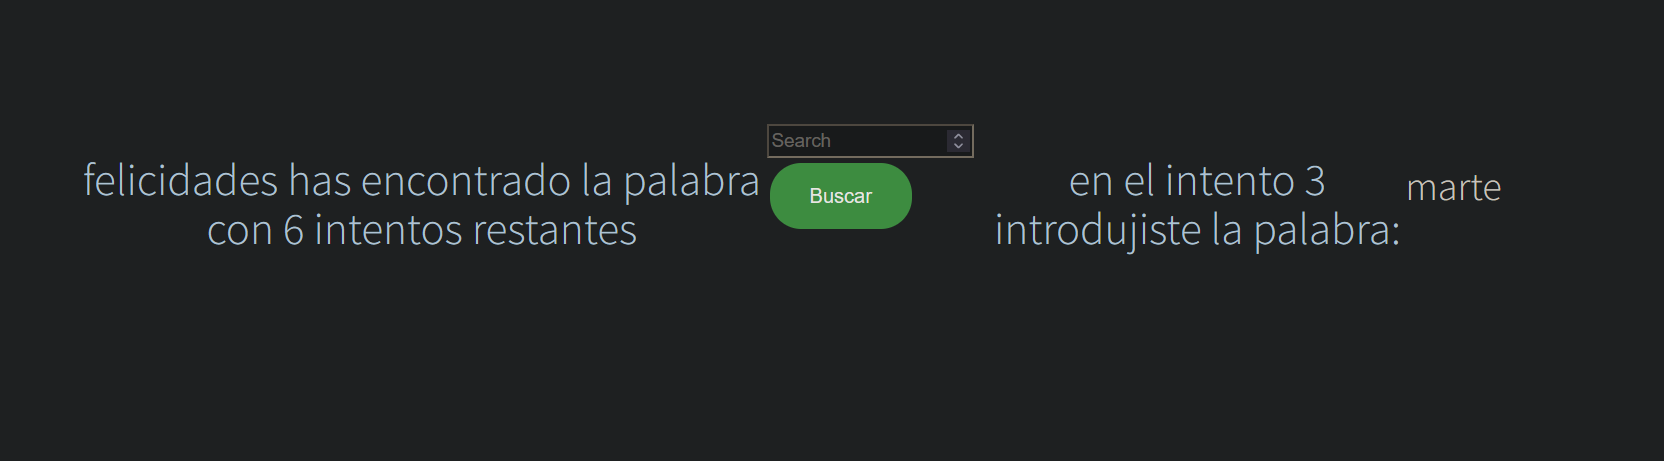 felicidades has encontrado la palabra
con 6 intentos restantes
Search
Buscar
en el intento 3
introdujiste la palabra:
marte